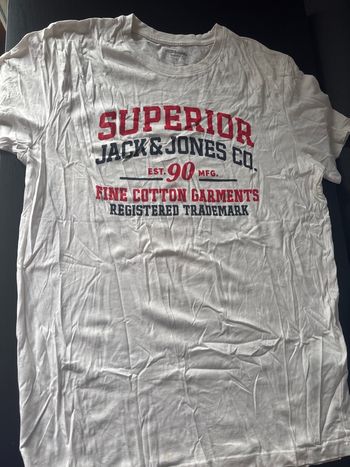 SUPERIOR
JACK & JONES CO.
EST. 90 MFG.
FINE COTTON GARMENTS
REGISTERED TRADEMARK